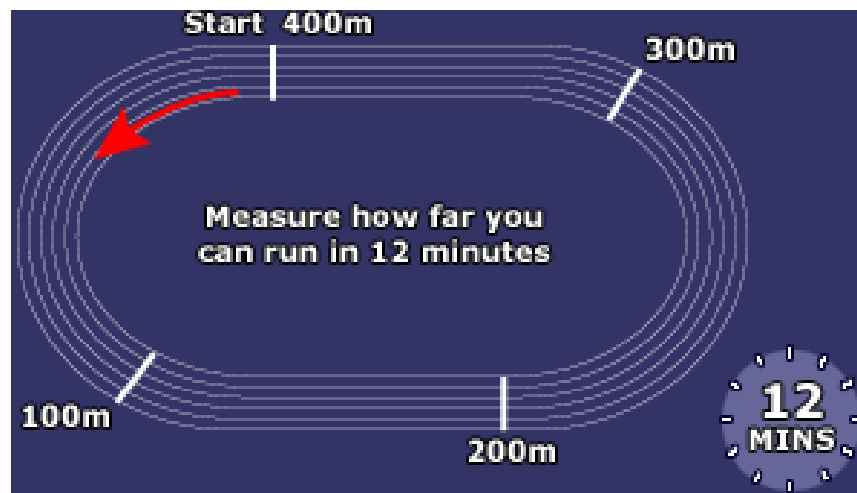 Start 400m
300m
Measure how far you
can run in 12 minutes
100m
200m
12
MINS